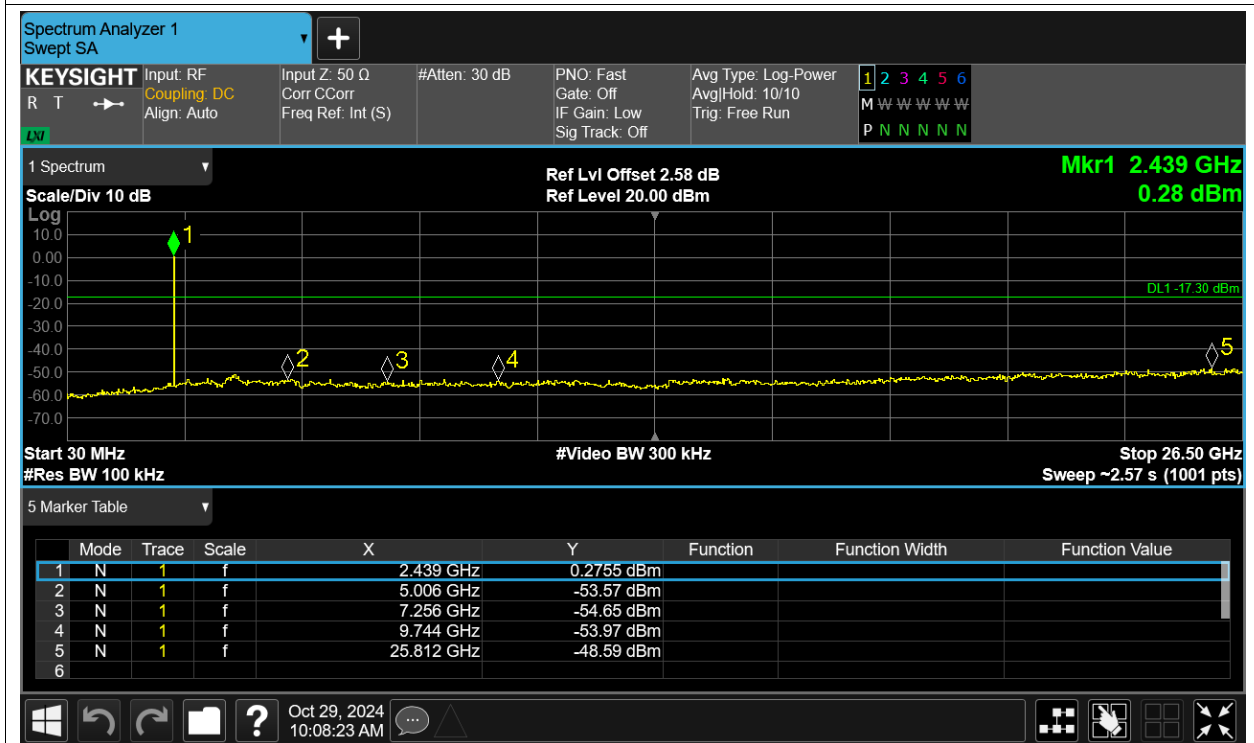 Spectrum Analyzer 1
Swept SA
KEYSIGHT
R T
LXI
Input: RF
Coupling: DC
Align: Auto
Input Z: 50 Ω
Corr CCorr
Freq Ref: Int (S)
#Atten: 30 dB
PNO: Fast
Gate: Off
IF Gain: Low
Sig Track: Off
Avg Type: Log-Power
Avg|Hold: 10/10
Trig: Free Run
1 2 3 4 5 6
M W W W W W
P N N N N N
1 Spectrum
Scale/Div 10 dB
Ref Lvl Offset 2.58 dB
Ref Level 20.00 dBm
Mkr1 2.439 GHz
0.28 dBm
Log
10.0
0.00
-10.0
-20.0
-30.0
-40.0
-50.0
-60.0
-70.0
1
2
3
4
5
DL1 -17.30 dBm
Start 30 MHz
#Res BW 100 kHz
#Video BW 300 kHz
Stop 26.50 GHz
Sweep ~2.57 s (1001 pts)
5 Marker Table
Mode Trace Scale X Y Function Function Width Function Value
1 N 1 f 2.439 GHz 0.2755 dBm
2 N 1 f 5.006 GHz -53.57 dBm
3 N 1 f 7.256 GHz -54.65 dBm
4 N 1 f 9.744 GHz -53.97 dBm
5 N 1 f 25.812 GHz -48.59 dBm
6
?
Oct 29, 2024
10:08:23 AM